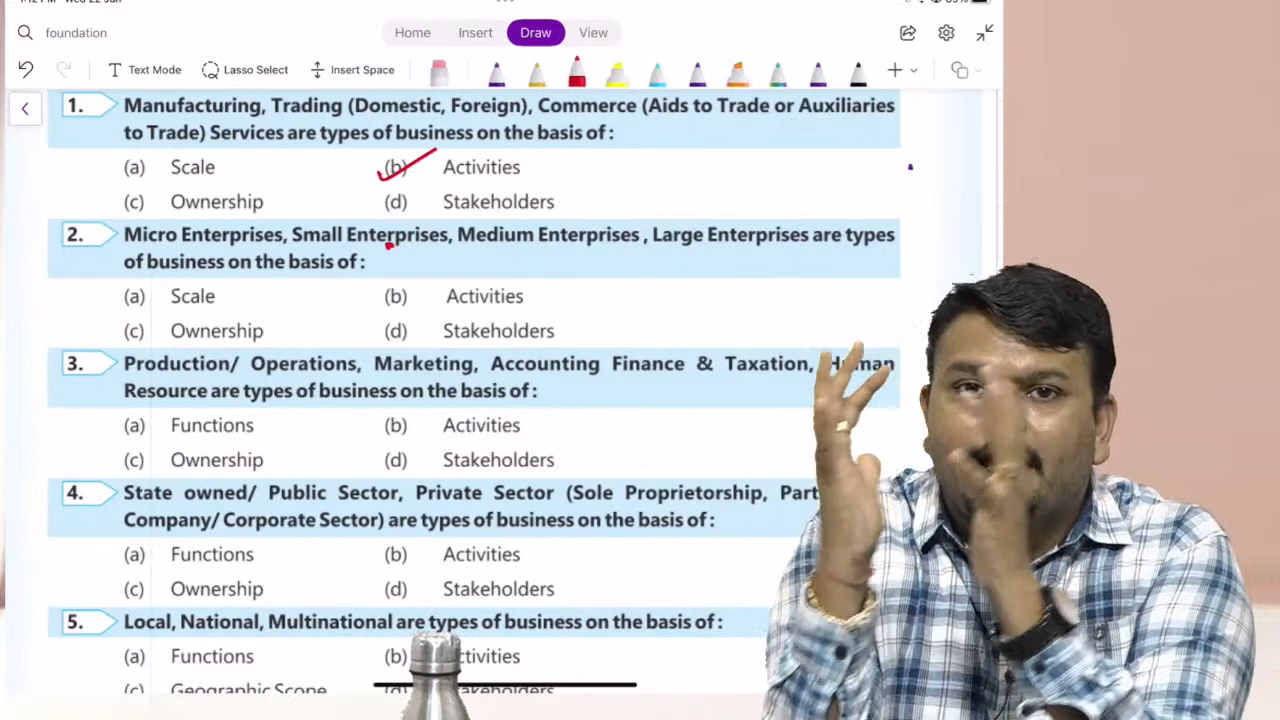 foundation
Home Insert Draw View
Text Mode Lasso Select Insert Space
1. Manufacturing, Trading (Domestic, Foreign), Commerce (Aids to Trade or Auxiliaries
to Trade) Services are types of business on the basis of :
(a) Scale (b) Activities
(c) Ownership (d) Stakeholders
2. Micro Enterprises, Small Enterprises, Medium Enterprises , Large Enterprises are types
of business on the basis of :
(a) Scale (b) Activities
(c) Ownership (d) Stakeholders
3. Production/ Operations, Marketing, Accounting Finance & Taxation, Human
Resource are types of business on the basis of :
(a) Functions (b) Activities
(c) Ownership (d) Stakeholders
4. State owned/ Public Sector, Private Sector (Sole Proprietorship,
Company/ Corporate Sector) are types of business on the basis of :
(a) Functions (b) Activities
(c) Ownership (d) Stakeholders
5. Local, National, Multinational are types of business on the basis of :
(a) Functions (b) Activities
(c) Geographic Scope (d) Stakeholders